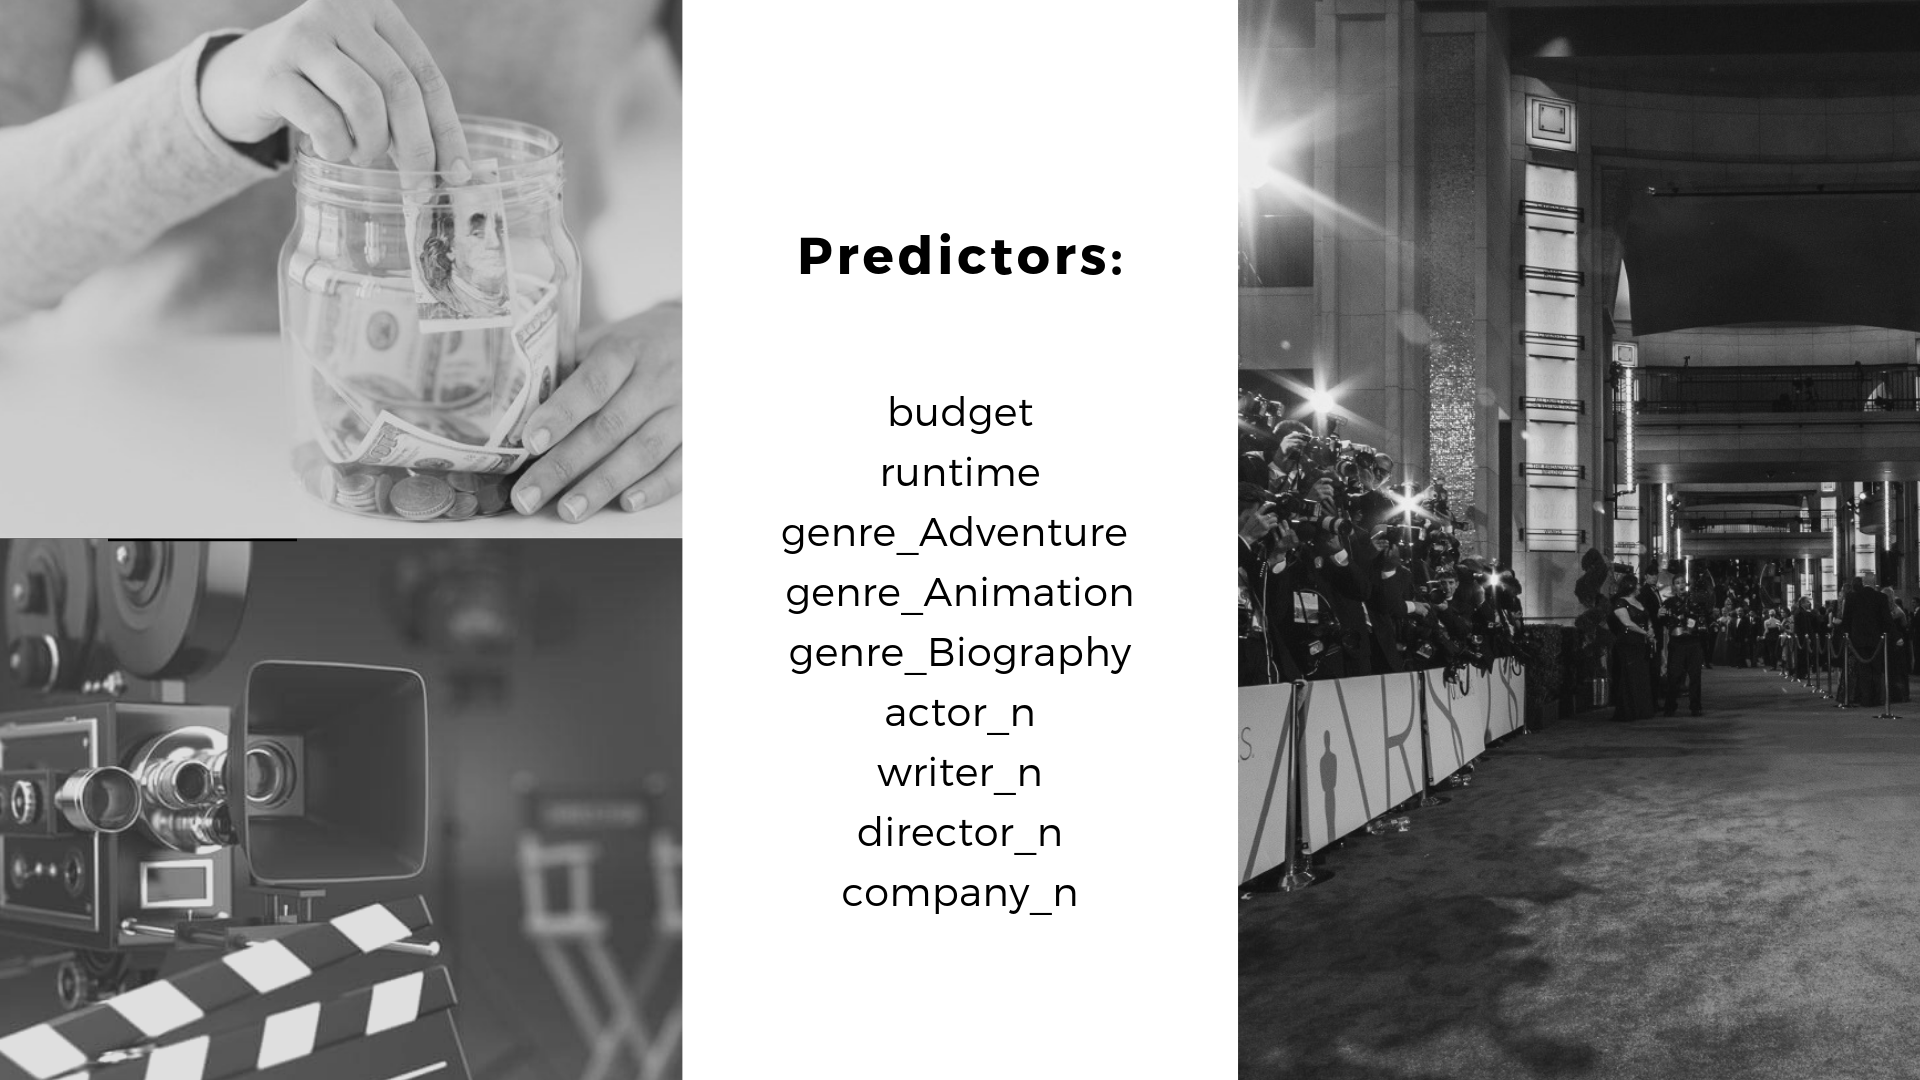 Predictors:
budget
runtime
genre_Adventure
genre_Animation
genre_Biography
actor_n
writer_n
director_n
company_n